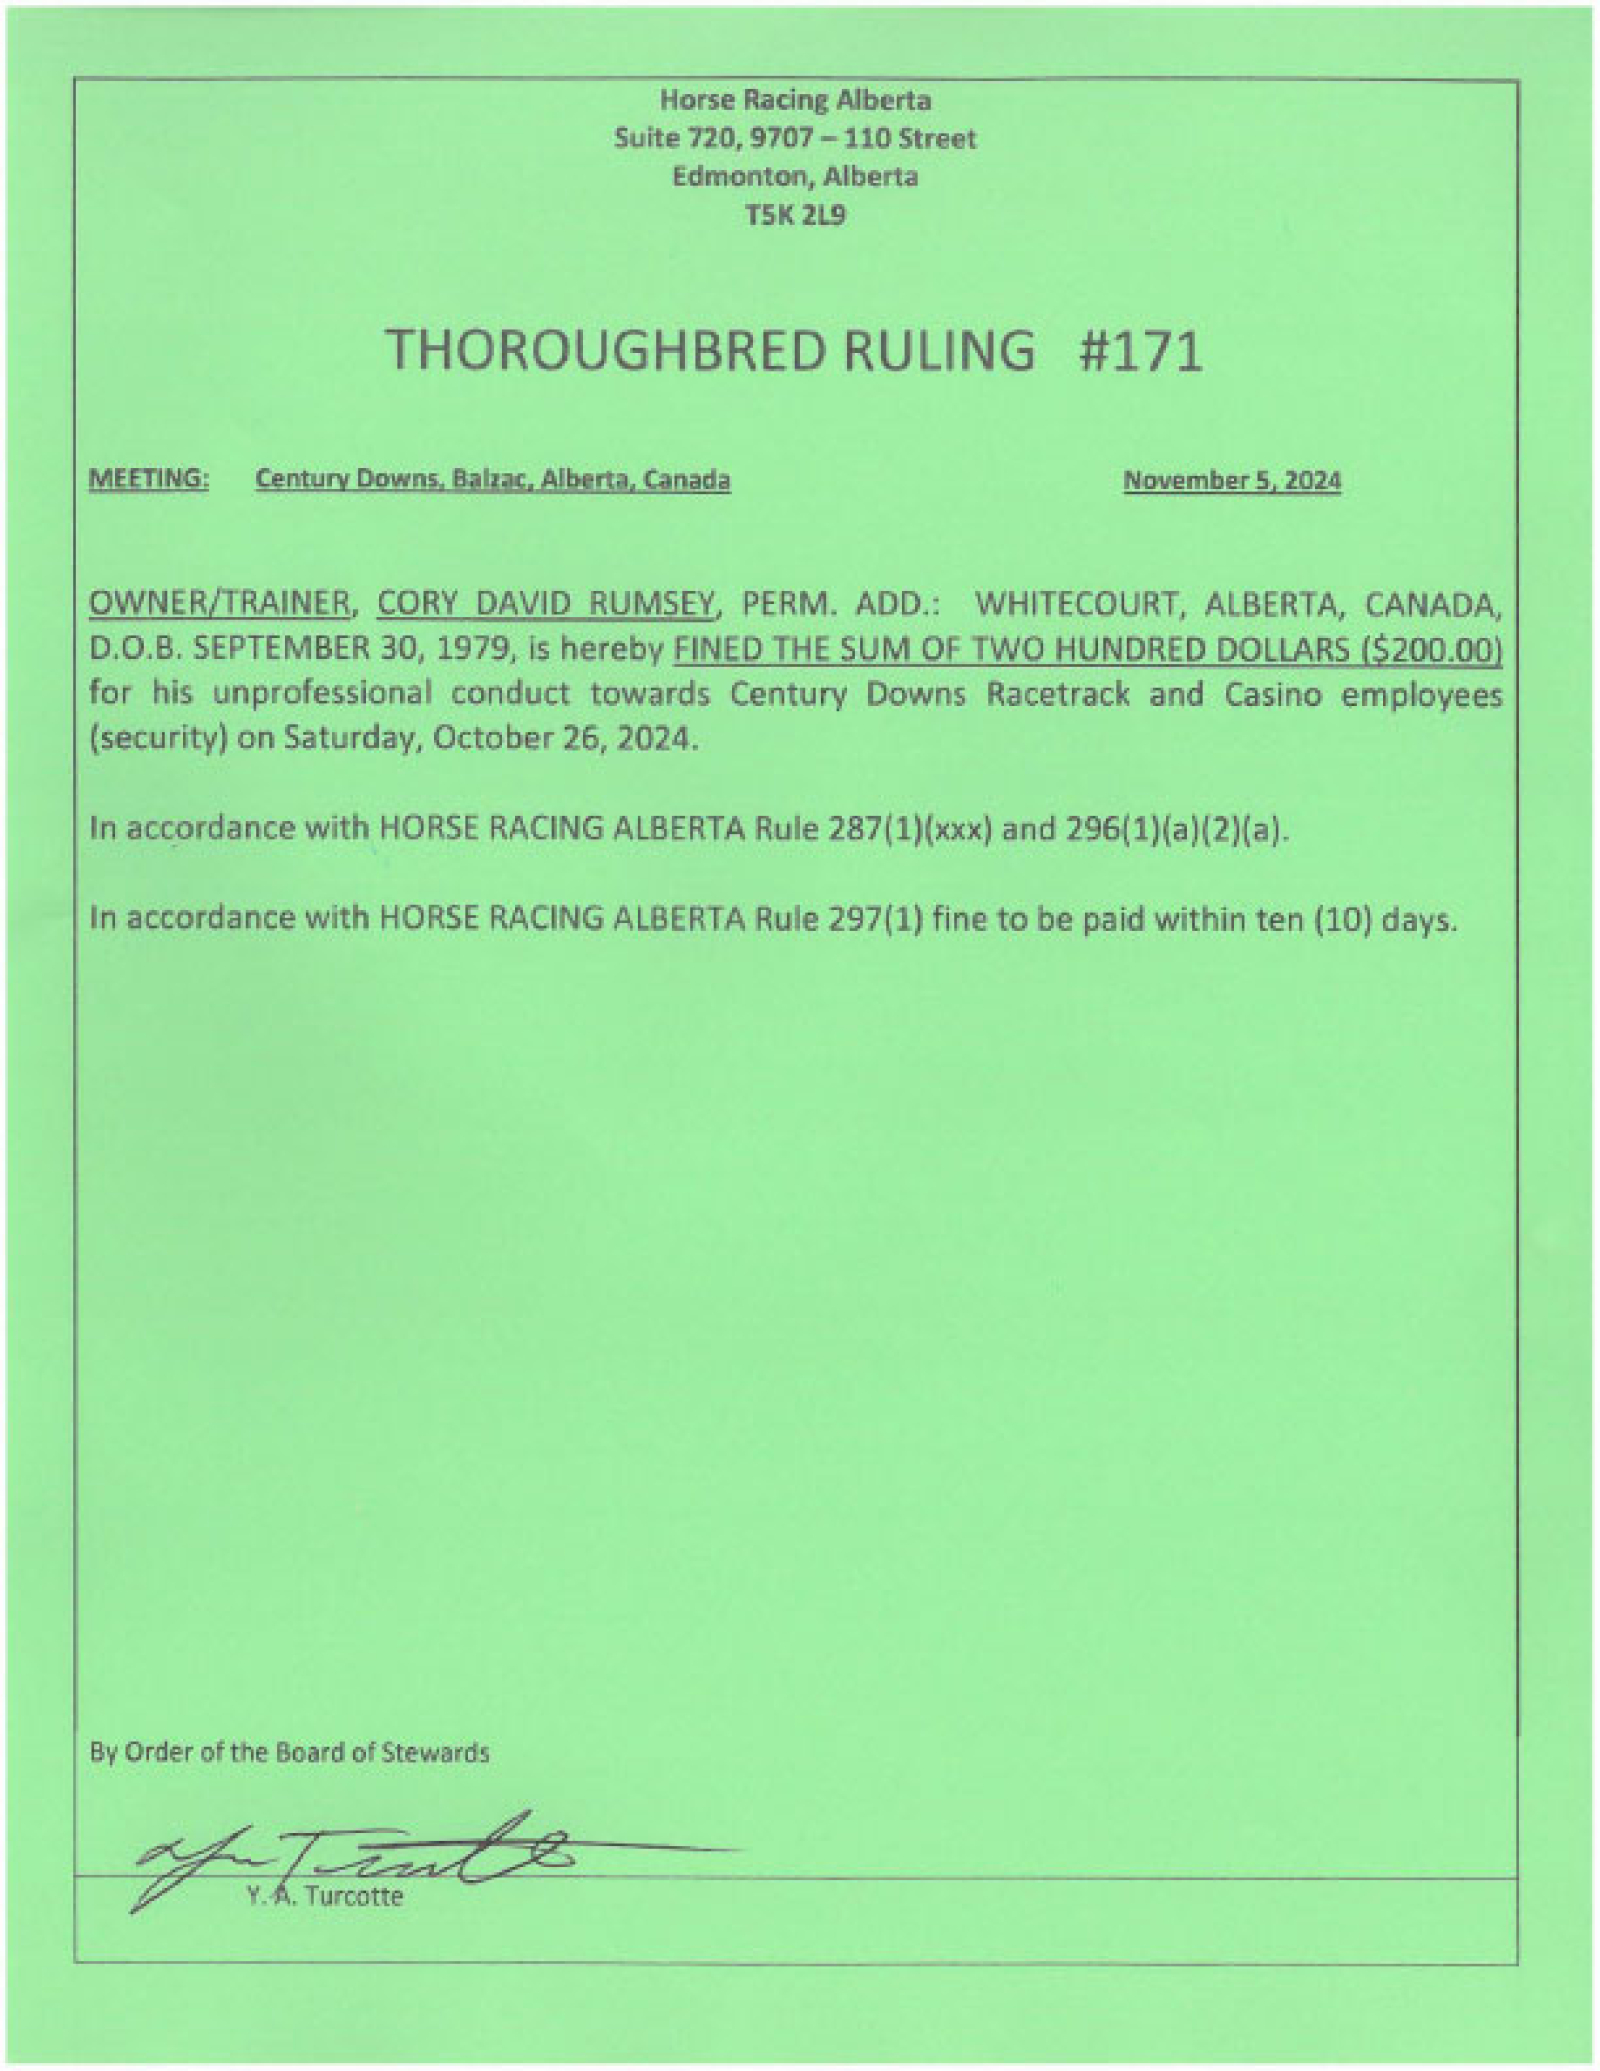 Horse Racing Alberta
Suite 720, 9707 – 110 Street
Edmonton, Alberta
T5K 2L9
THOROUGHBRED RULING #171
MEETING: Century Downs, Balzac, Alberta, Canada November 5, 2024
OWNER/TRAINER, CORY DAVID RUMSEY, PERM. ADD.: WHITECOURT, ALBERTA, CANADA,
D.O.B. SEPTEMBER 30, 1979, is hereby FINED THE SUM OF TWO HUNDRED DOLLARS ($200.00)
for his unprofessional conduct towards Century Downs Racetrack and Casino employees
(security) on Saturday, October 26, 2024.
In accordance with HORSE RACING ALBERTA Rule 287(1)(xxx) and 296(1)(a)(2)(a).
In accordance with HORSE RACING ALBERTA Rule 297(1) fine to be paid within ten (10) days.
By Order of the Board of Stewards
Y. A. Turcotte